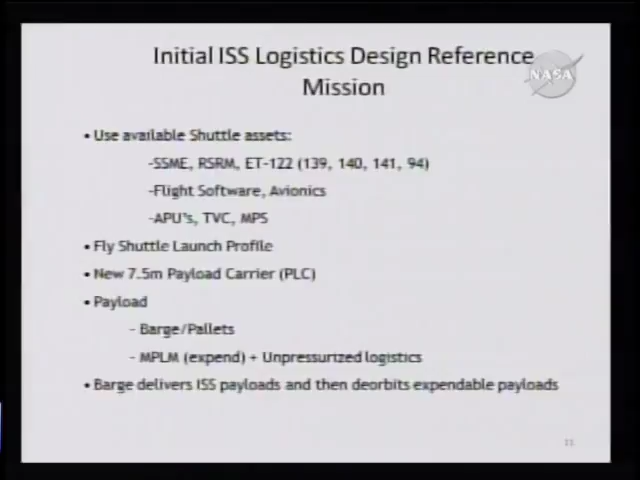 Initial ISS Logistics Design Reference
Mission
NASA
• Use available Shuttle assets:
-SSME, RSRM, ET-122 (139, 140, 141, 94)
-Flight Software, Avionics
-APU's, TVC, MPS
• Fly Shuttle Launch Profile
• New 7.5m Payload Carrier (PLC)
• Payload
- Barge/Pallets
- MPLM (expend) + Unpressurized logistics
• Barge delivers ISS payloads and then deorbits expendable payloads
11